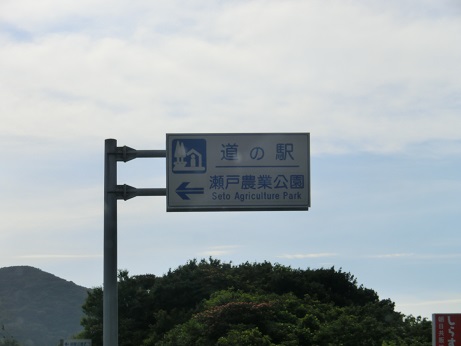 道の駅
瀬戸農業公園
Seto Agriculture Park